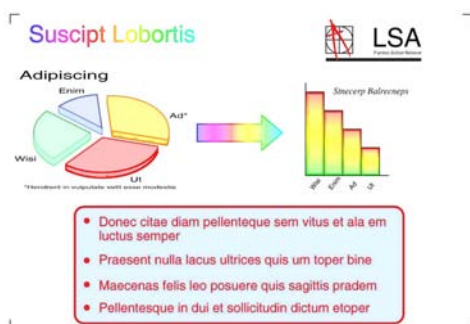 Suscipt Lobortis
LSA
Adipiscing
Enim
Ad*
Wisi
Ut
*Hendrerit in vulputate velit esse modestie
Sinecerp Balrecneps
Wisi
Enim
Ad
Ut
• Donec citae diam pellenteque sem vitus et ala em
luctus semper
• Praesent nulla lacus ultrices quis um toper bine
• Maecenas felis leo posuere quis sagittis pradem
• Pellentesque in dui et sollicitudin dictum etoper